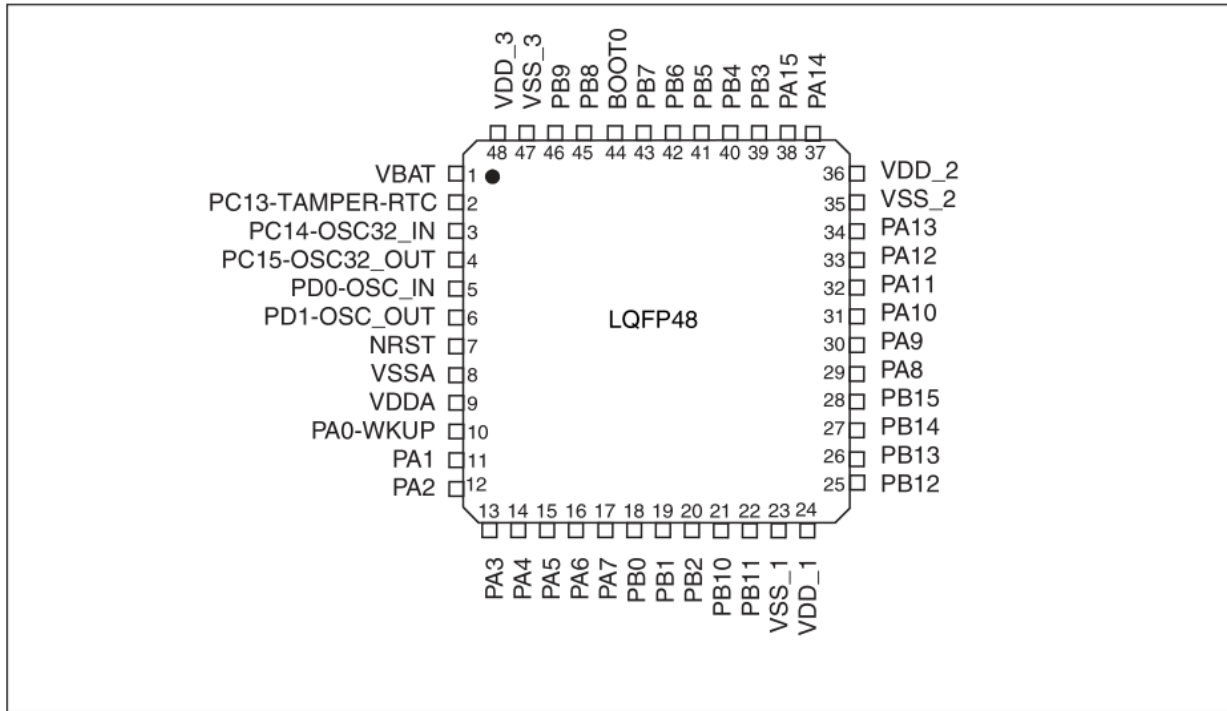 VDD_3
VSS_3
PB9
PB8
BOOT0
PB7
PB6
PB5
PB4
PB3
PA15
PA14
48 47 46 45 44 43 42 41 40 39 38 37
VBAT 1
PC13-TAMPER-RTC 2
PC14-OSC32_IN 3
PC15-OSC32_OUT 4
PD0-OSC_IN 5
PD1-OSC_OUT 6
NRST 7
VSSA 8
VDDA 9
PA0-WKUP 10
PA1 11
PA2 12
LQFP48
36 VDD_2
35 VSS_2
34 PA13
33 PA12
32 PA11
31 PA10
30 PA9
29 PA8
28 PB15
27 PB14
26 PB13
25 PB12
13 14 15 16 17 18 19 20 21 22 23 24
PA3
PA4
PA5
PA6
PA7
PB0
PB1
PB2
PB10
PB11
VSS_1
VDD_1